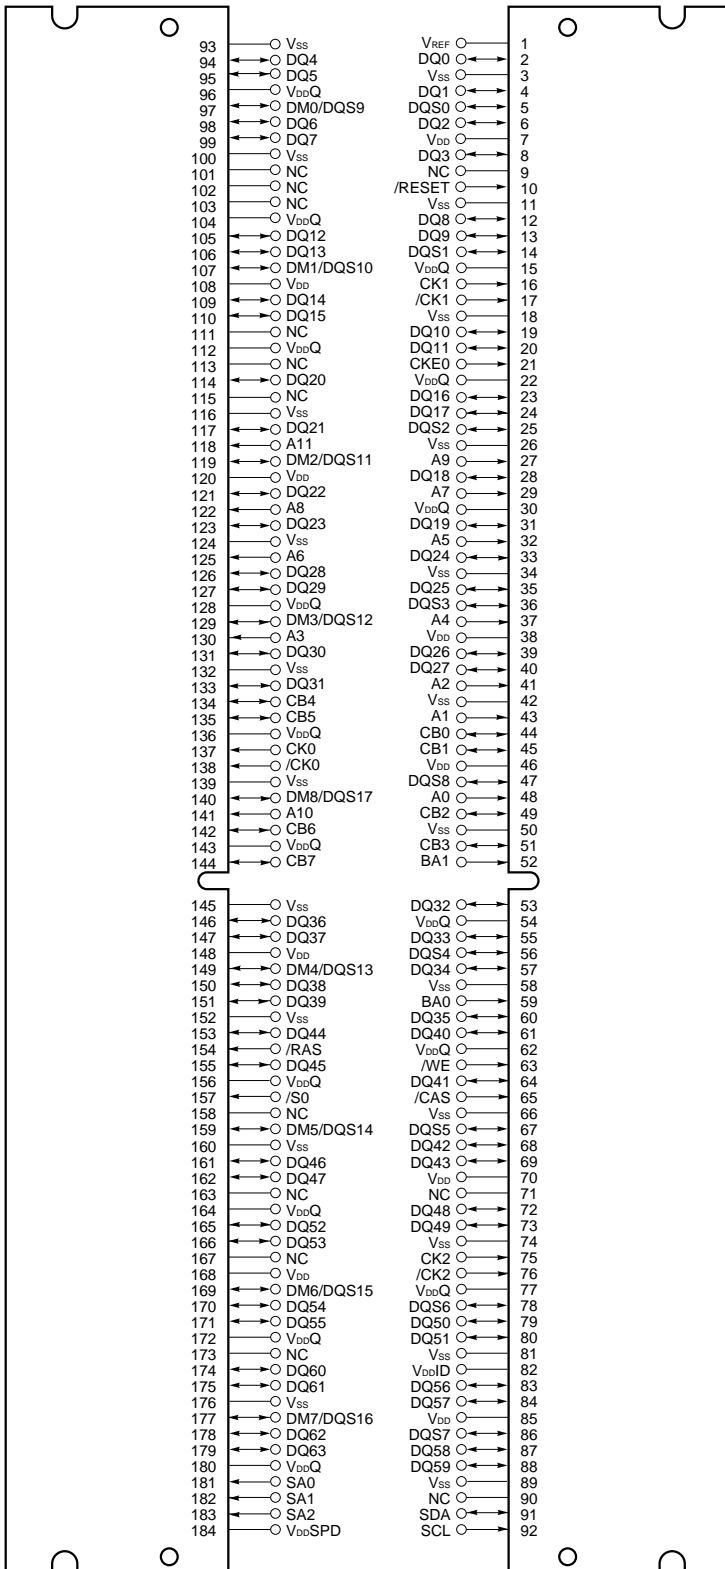 93 VSS VREF 1
94 DQ4 DQ0 2
95 DQ5 VSS 3
96 VDDQ DQ1 4
97 DM0/DQS9 DQS0 5
98 DQ6 DQ2 6
99 DQ7 VDD 7
100 VSS DQ3 8
101 NC NC 9
102 NC /RESET 10
103 NC VSS 11
104 VDDQ DQ8 12
105 DQ12 DQ9 13
106 DQ13 DQS1 14
107 DM1/DQS10 VDDQ 15
108 VDD CK1 16
109 DQ14 /CK1 17
110 DQ15 VSS 18
111 NC DQ10 19
112 VDDQ DQ11 20
113 NC CKE0 21
114 DQ20 VDDQ 22
115 NC DQ16 23
116 VSS DQ17 24
117 DQ21 DQS2 25
118 A11 VSS 26
119 DM2/DQS11 A9 27
120 VDD DQ18 28
121 DQ22 A7 29
122 A8 VDDQ 30
123 DQ23 DQ19 31
124 VSS A5 32
125 A6 DQ24 33
126 DQ28 VSS 34
127 DQ29 DQ25 35
128 VDDQ DQS3 36
129 DM3/DQS12 A4 37
130 A3 VDD 38
131 DQ30 DQ26 39
132 VSS DQ27 40
133 DQ31 A2 41
134 CB4 VSS 42
135 CB5 A1 43
136 VDDQ CB0 44
137 CK0 CB1 45
138 /CK0 VDD 46
139 VSS DQS8 47
140 DM8/DQS17 A0 48
141 A10 CB2 49
142 CB6 VSS 50
143 VDDQ CB3 51
144 CB7 BA1 52
145 VSS DQ32 53
146 DQ36 VDDQ 54
147 DQ37 DQ33 55
148 VDD DQS4 56
149 DM4/DQS13 DQ34 57
150 DQ38 VSS 58
151 DQ39 BA0 59
152 VSS DQ35 60
153 DQ44 DQ40 61
154 /RAS VDDQ 62
155 DQ45 /WE 63
156 VDDQ DQ41 64
157 /S0 /CAS 65
158 NC VSS 66
159 DM5/DQS14 DQS5 67
160 VSS DQ42 68
161 DQ46 DQ43 69
162 DQ47 VDD 70
163 NC NC 71
164 VDDQ DQ48 72
165 DQ52 DQ49 73
166 DQ53 VSS 74
167 NC CK2 75
168 VDD /CK2 76
169 DM6/DQS15 VDDQ 77
170 DQ54 DQS6 78
171 DQ55 DQ50 79
172 VDDQ DQ51 80
173 NC VSS 81
174 DQ60 VDDID 82
175 DQ61 DQ56 83
176 VSS DQ57 84
177 DM7/DQS16 VDD 85
178 DQ62 DQS7 86
179 DQ63 DQ58 87
180 VDDQ DQ59 88
181 SA0 VSS 89
182 SA1 NC 90
183 SA2 SDA 91
184 VDDSPD SCL 92